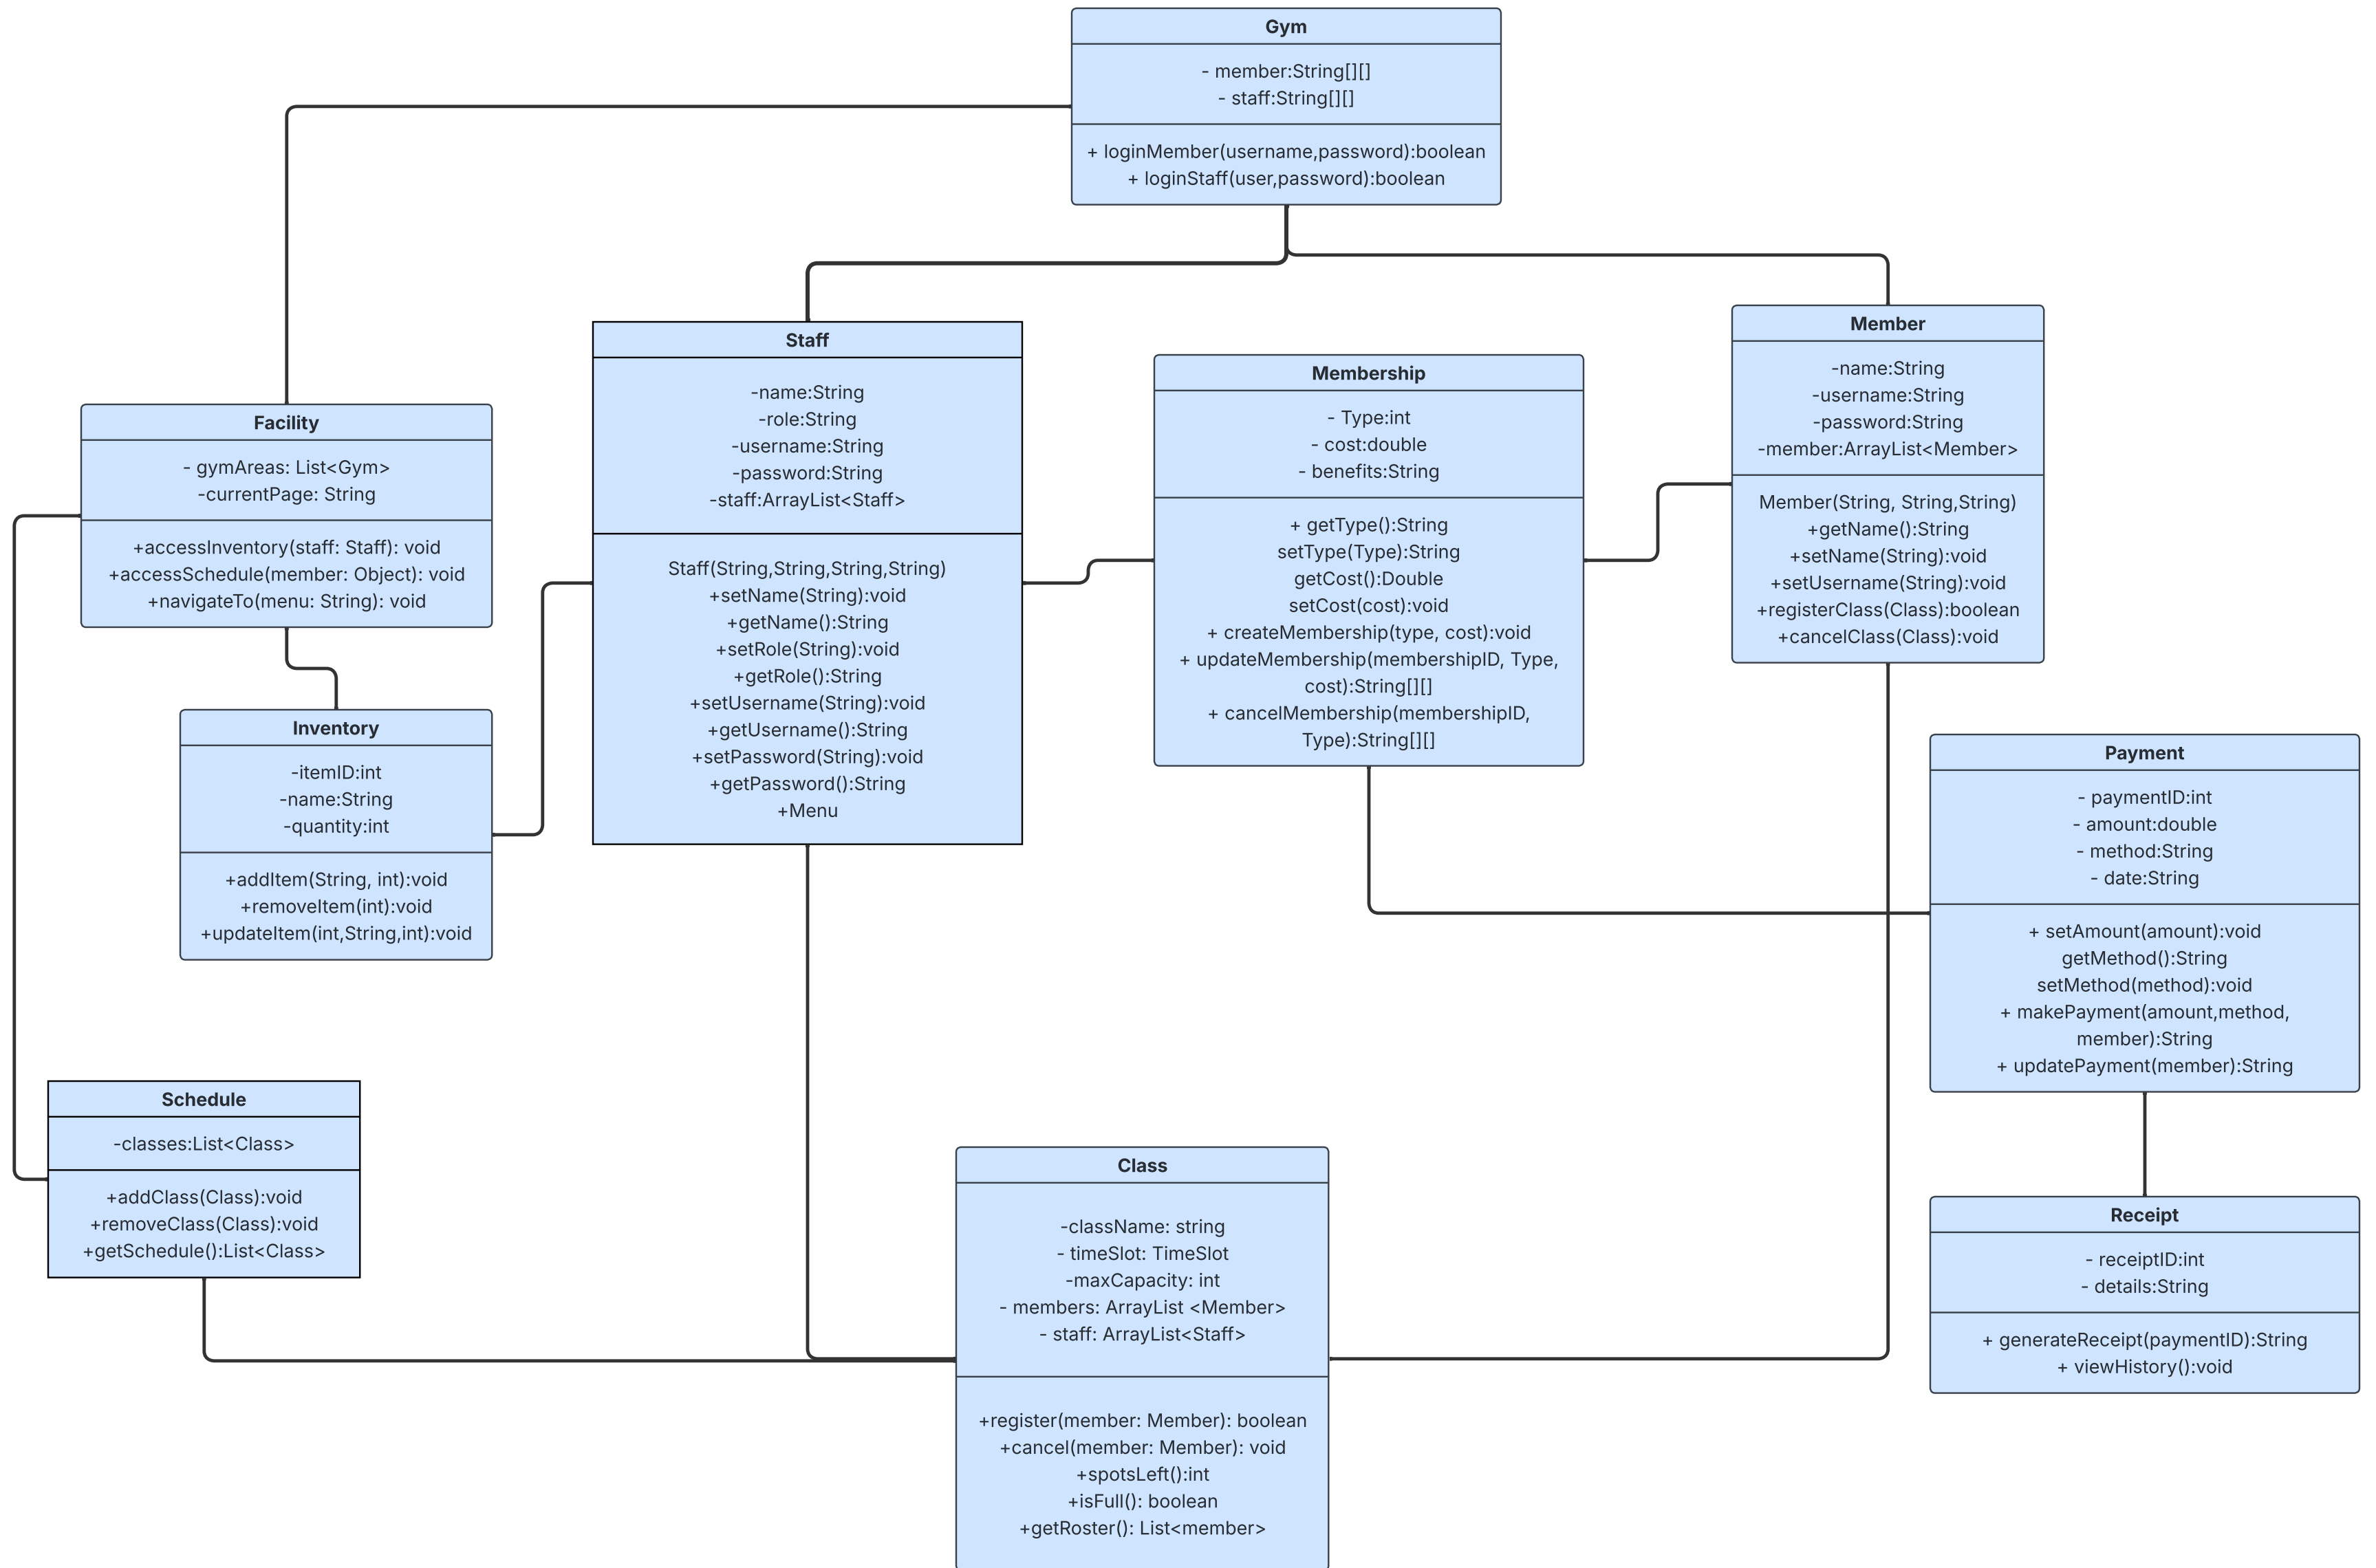 Gym
- member:String[][]
- staff:String[][]
+ loginMember(username,password):boolean
+ loginStaff(user,password):boolean
Staff
-name:String
-role:String
-username:String
-password:String
-staff:ArrayList<Staff>
Staff(String,String,String,String)
+setName(String):void
+getName():String
+setRole(String):void
+getRole():String
+setUsername(String):void
+getUsername():String
+setPassword(String):void
+getPassword():String
+Menu
Membership
- Type:int
- cost:double
- benefits:String
+ getType():String
setType(Type):String
getCost():Double
setCost(cost):void
+ createMembership(type, cost):void
+ updateMembership(membershipID, Type,
cost):String[][]
+ cancelMembership(membershipID,
Type):String[][]
Member
-name:String
-username:String
-password:String
-member:ArrayList<Member>
Member(String, String,String)
+getName():String
+setName(String):void
+setUsername(String):void
+registerClass(Class):boolean
+cancelClass(Class):void
Facility
- gymAreas: List<Gym>
-currentPage: String
+accessInventory(staff: Staff): void
+accessSchedule(member: Object): void
+navigateTo(menu: String): void
Inventory
-itemID:int
-name:String
-quantity:int
+addItem(String, int):void
+removeItem(int):void
+updateItem(int,String,int):void
Payment
- paymentID:int
- amount:double
- method:String
- date:String
+ setAmount(amount):void
getMethod():String
setMethod(method):void
+ makePayment(amount,method,
member):String
+ updatePayment(member):String
Schedule
-classes:List<Class>
+addClass(Class):void
+removeClass(Class):void
+getSchedule():List<Class>
Class
-className: string
- timeSlot: TimeSlot
-maxCapacity: int
- members: ArrayList <Member>
- staff: ArrayList<Staff>
+register(member: Member): boolean
+cancel(member: Member): void
+spotsLeft():int
+isFull(): boolean
+getRoster(): List<member>
Receipt
- receiptID:int
- details:String
+ generateReceipt(paymentID):String
+ viewHistory():void